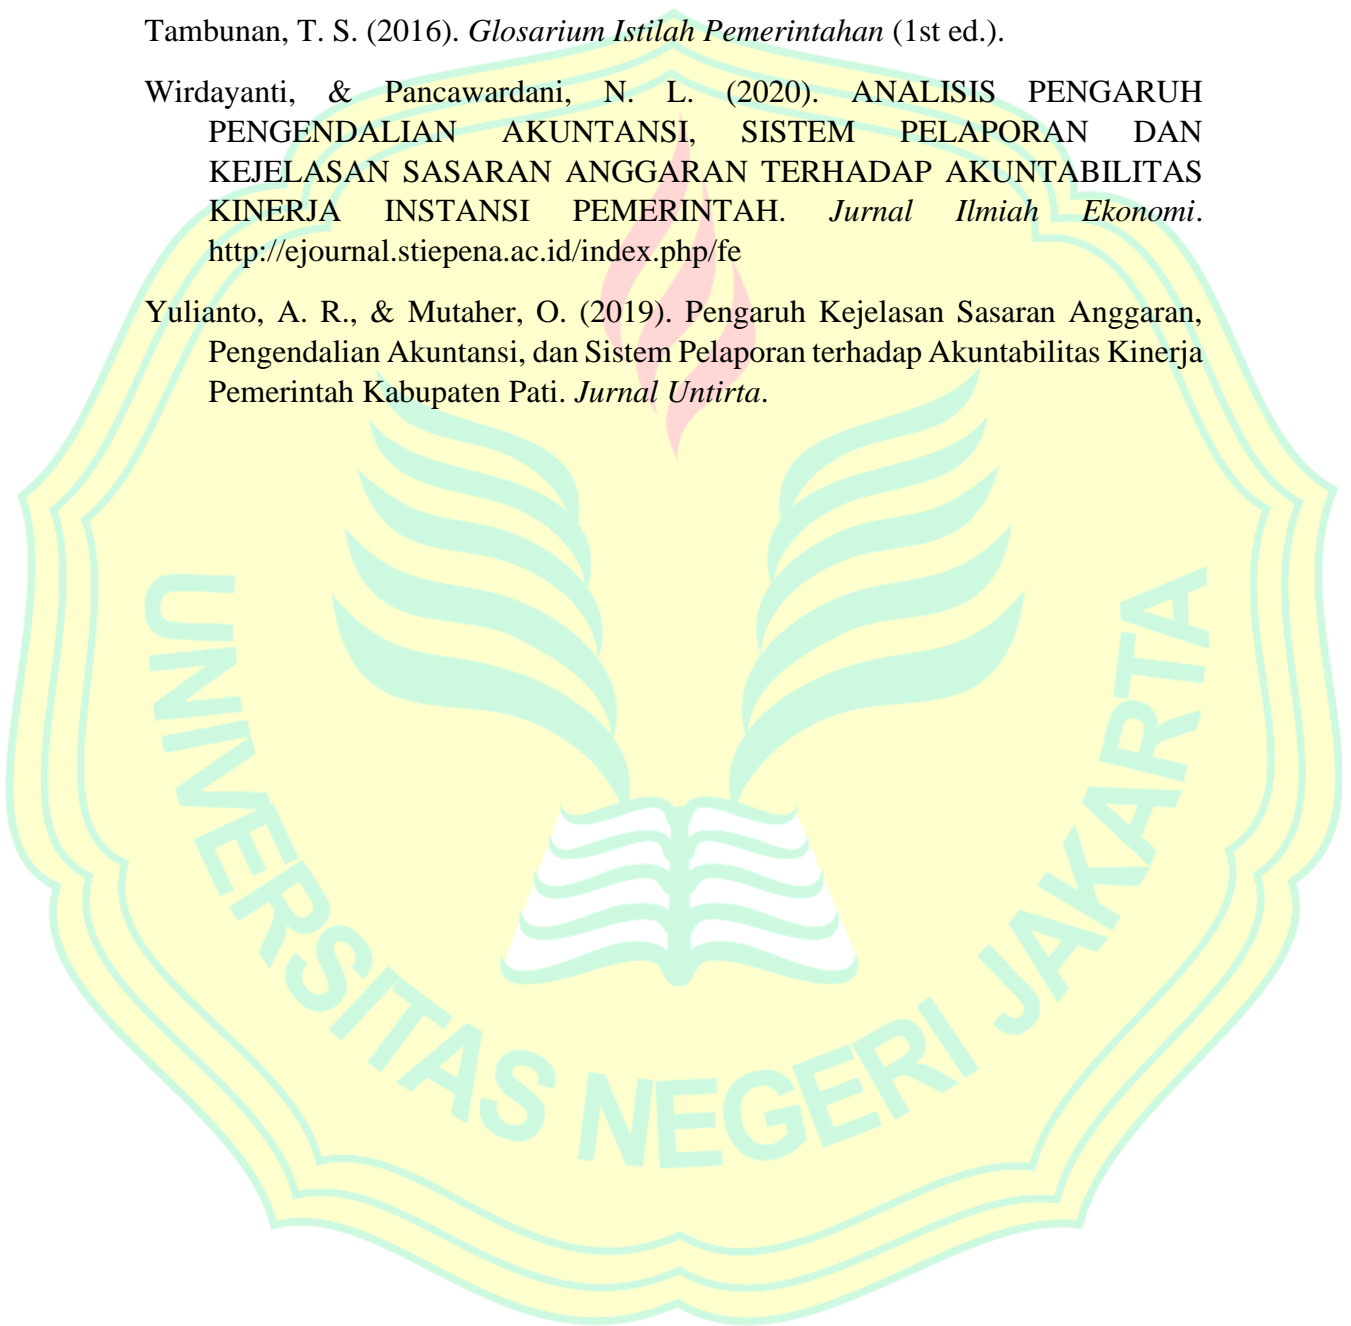 Tambunan, T. S. (2016). Glosarium Istilah Pemerintahan (1st ed.).
Wirdayanti, & Pancawardani, N. L. (2020). ANALISIS PENGARUH
PENGENDALIAN AKUNTANSI, SISTEM PELAPORAN DAN
KEJELASAN SASARAN ANGGARAN TERHADAP AKUNTABILITAS
KINERJA INSTANSI PEMERINTAH. Jurnal Ilmiah Ekonomi.
http://ejournal.stiepena.ac.id/index.php/fe
Yulianto, A. R., & Mutaher, O. (2019). Pengaruh Kejelasan Sasaran Anggaran,
Pengendalian Akuntansi, dan Sistem Pelaporan terhadap Akuntabilitas Kinerja
Pemerintah Kabupaten Pati. Jurnal Untirta.
UNIVERSITAS NEGERI JAKARTA